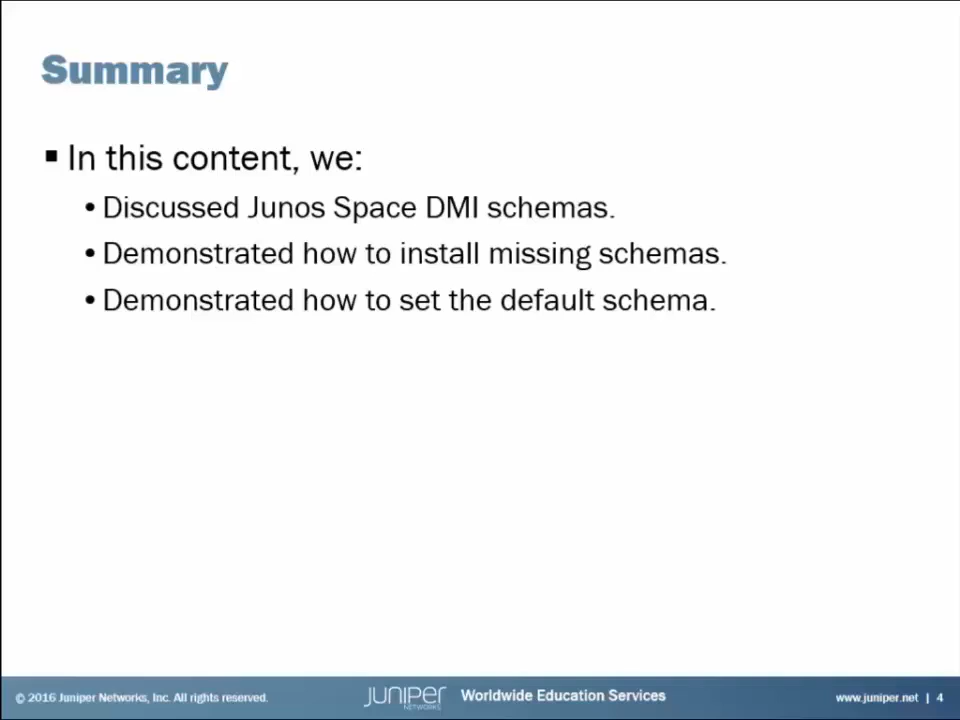 Summary
▪ In this content, we:
• Discussed Junos Space DMI schemas.
• Demonstrated how to install missing schemas.
• Demonstrated how to set the default schema.
© 2016 Juniper Networks, Inc. All rights reserved.
JUNIPER
NETWORKS
Worldwide Education Services
www.juniper.net | 4